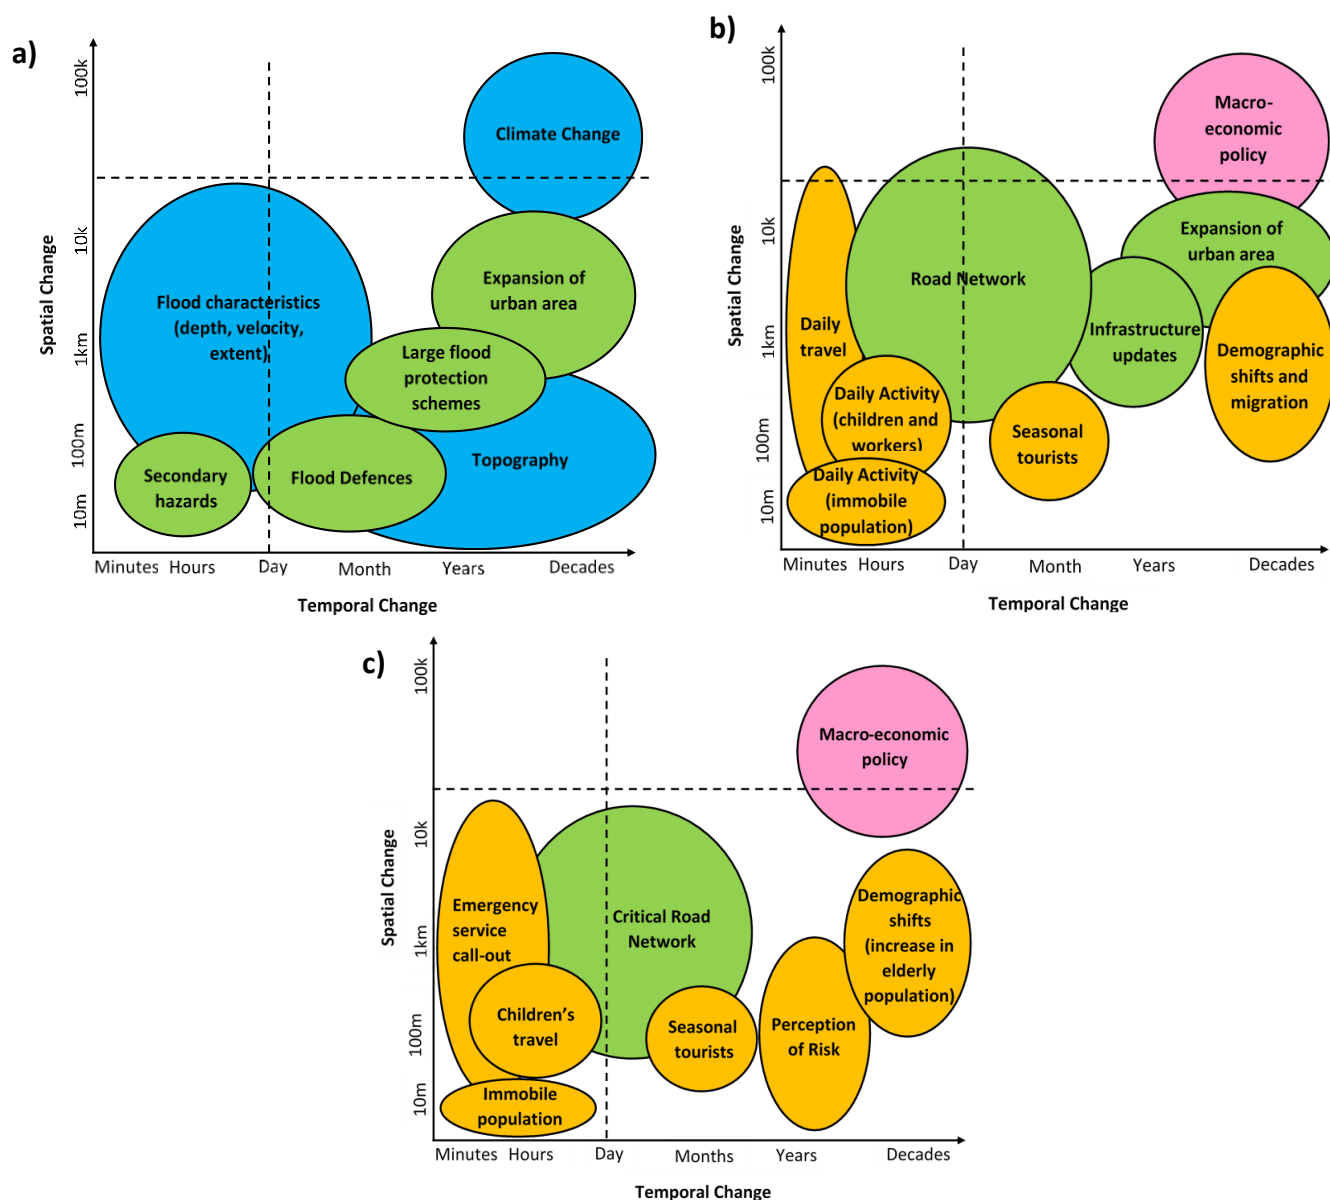 a)
100k
10k
1km
100m
10m
Spatial Change
Climate Change
Expansion of
urban area
Flood characteristics
(depth, velocity,
extent)
Large flood
protection
schemes
Topography
Secondary
hazards
Flood Defences
Minutes
Hours
Day
Month
Years
Decades
Temporal Change
b)
100k
10k
1km
100m
10m
Spatial Change
Macro-
economic
policy
Expansion of
urban area
Road Network
Daily
travel
Infrastructure
updates
Demographic
shifts and
migration
Daily Activity
(children and
workers)
Seasonal
tourists
Daily Activity
(immobile
population)
Minutes
Hours
Day
Month
Years
Decades
Temporal Change
c)
100k
10k
1km
100m
10m
Spatial Change
Macro-economic
policy
Emergency
service
call-out
Critical Road
Network
Demographic
shifts
(increase in
elderly
population)
Children's
travel
Seasonal
tourists
Perception
of Risk
Immobile
population
Minutes
Hours
Day
Months
Years
Decades
Temporal Change